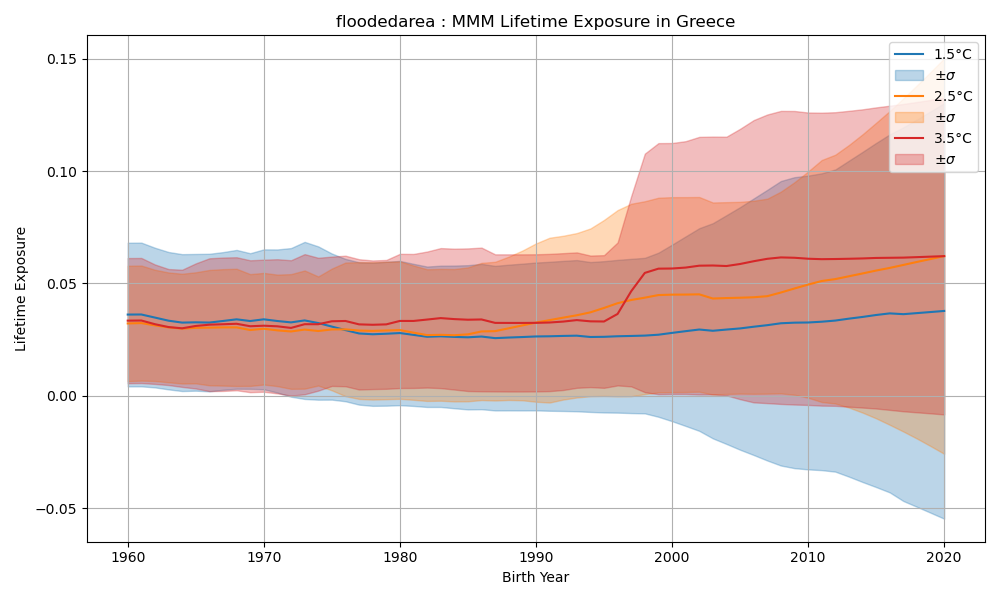 floodedarea : MMM Lifetime Exposure in Greece
1.5°C
±σ
2.5°C
±σ
3.5°C
±σ
0.15
0.10
0.05
0.00
−0.05
Lifetime Exposure
1960 1970 1980 1990 2000 2010 2020
Birth Year